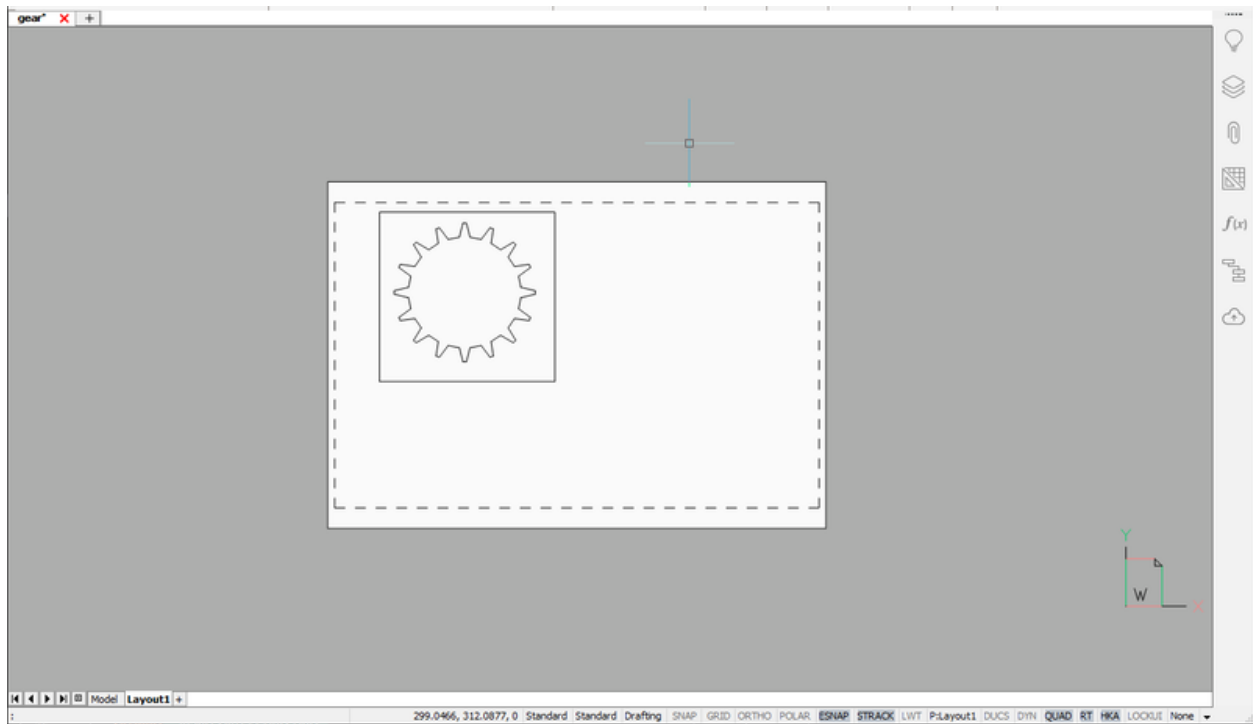 gear*
+
f(x)
Y
W
X
Model Layout1 +
: 299.0466, 312.0877, 0 Standard Standard Drafting SNAP GRID ORTHO POLAR ESNAP STRACK LWT P:Layout1 DUCS DYN QUAD RT HKA LOCKUI None